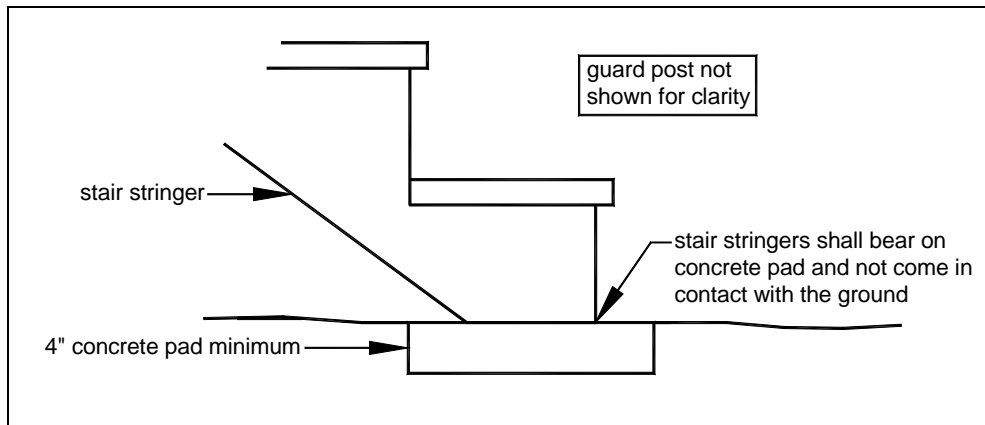 guard post not
shown for clarity
stair stringer
stair stringers shall bear on
concrete pad and not come in
contact with the ground
4" concrete pad minimum